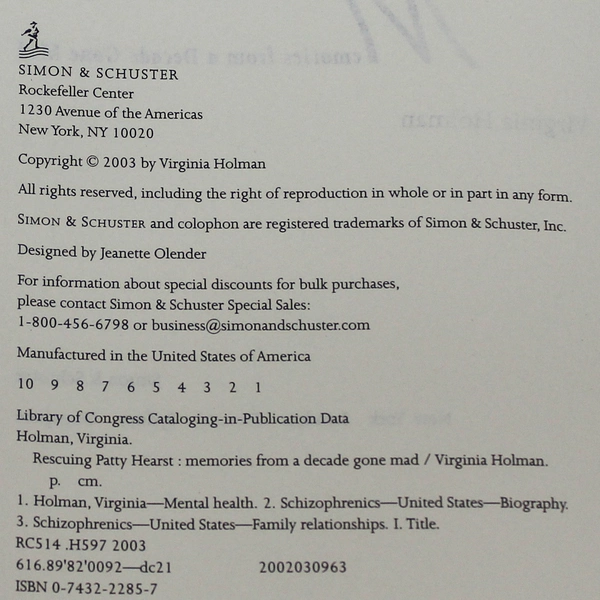 SIMON & SCHUSTER
Rockefeller Center
1230 Avenue of the Americas
New York, NY 10020
Copyright © 2003 by Virginia Holman
All rights reserved, including the right of reproduction in whole or in part in any form.
SIMON & SCHUSTER and colophon are registered trademarks of Simon & Schuster, Inc.
Designed by Jeanette Olender
For information about special discounts for bulk purchases,
please contact Simon & Schuster Special Sales:
1-800-456-6798 or business@simonandschuster.com
Manufactured in the United States of America
10 9 8 7 6 5 4 3 2 1
Library of Congress Cataloging-in-Publication Data
Holman, Virginia.
Rescuing Patty Hearst : memories from a decade gone mad / Virginia Holman.
p. cm.
1. Holman, Virginia—Mental health. 2. Schizophrenics—United States—Biography.
3. Schizophrenics—United States—Family relationships. I. Title.
RC514 .H597 2003
616.89'82'0092—dc21 2002030963
ISBN 0-7432-2285-7